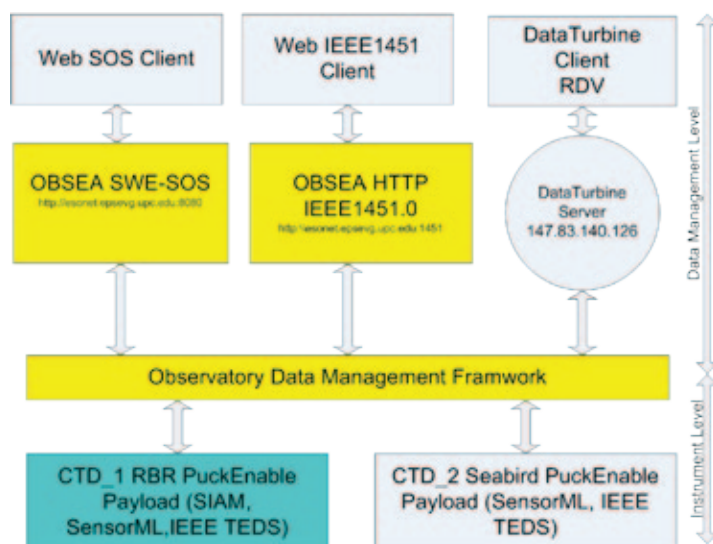 Web SOS Client
Web IEEE1451
Client
DataTurbine
Client
RDV
OBSEA SWE-SOS
http://esonet.epsevg.upc.edu:8080
OBSEA HTTP
IEEE1451.0
http://esonet.epsevg.upc.edu:1451
DataTurbine
Server
147.83.140.126
Data Management Level
Observatory Data Management Framwork
CTD_1 RBR PuckEnable
Payload (SIAM,
SensorML,IEEE TEDS)
CTD_2 Seabird PuckEnable
Payload (SensorML, IEEE
TEDS)
Instrument Level